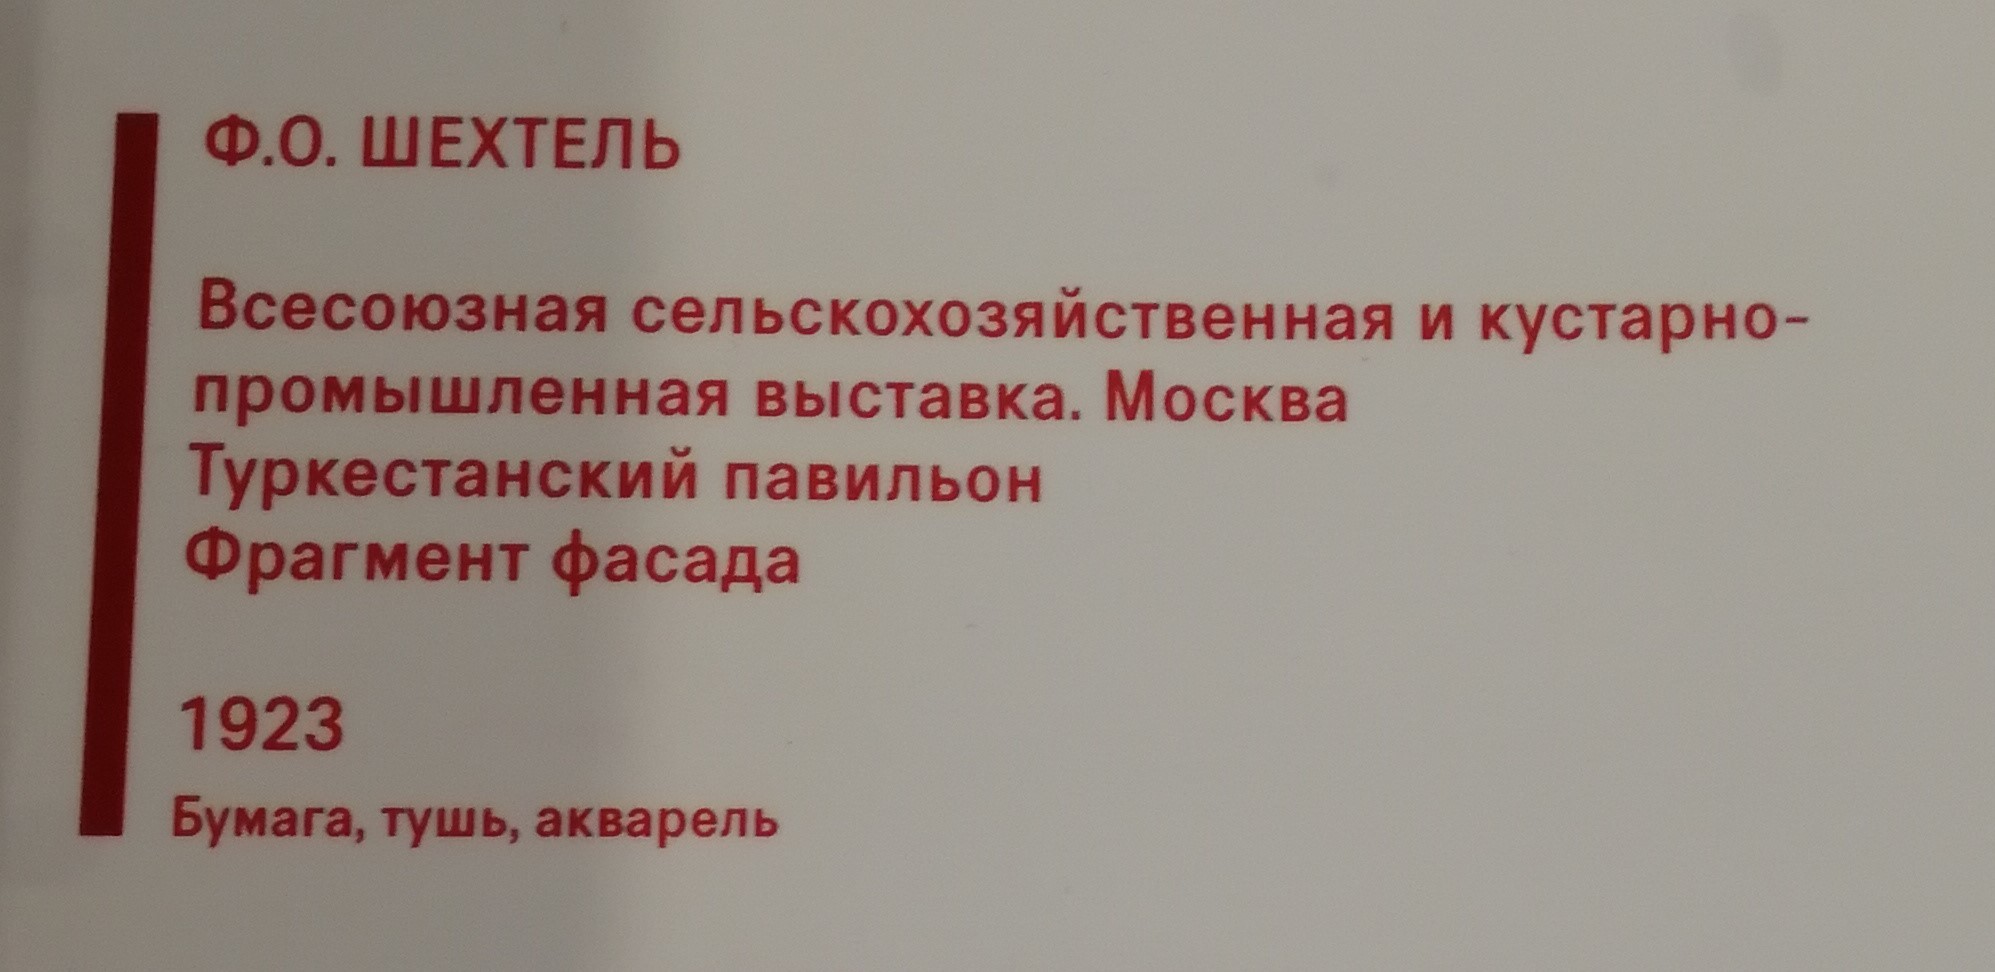 Ф.О. ШЕХТЕЛЬ
Всесоюзная сельскохозяйственная и кустарно-
промышленная выставка. Москва
Туркестанский павильон
Фрагмент фасада
1923
Бумага, тушь, акварель